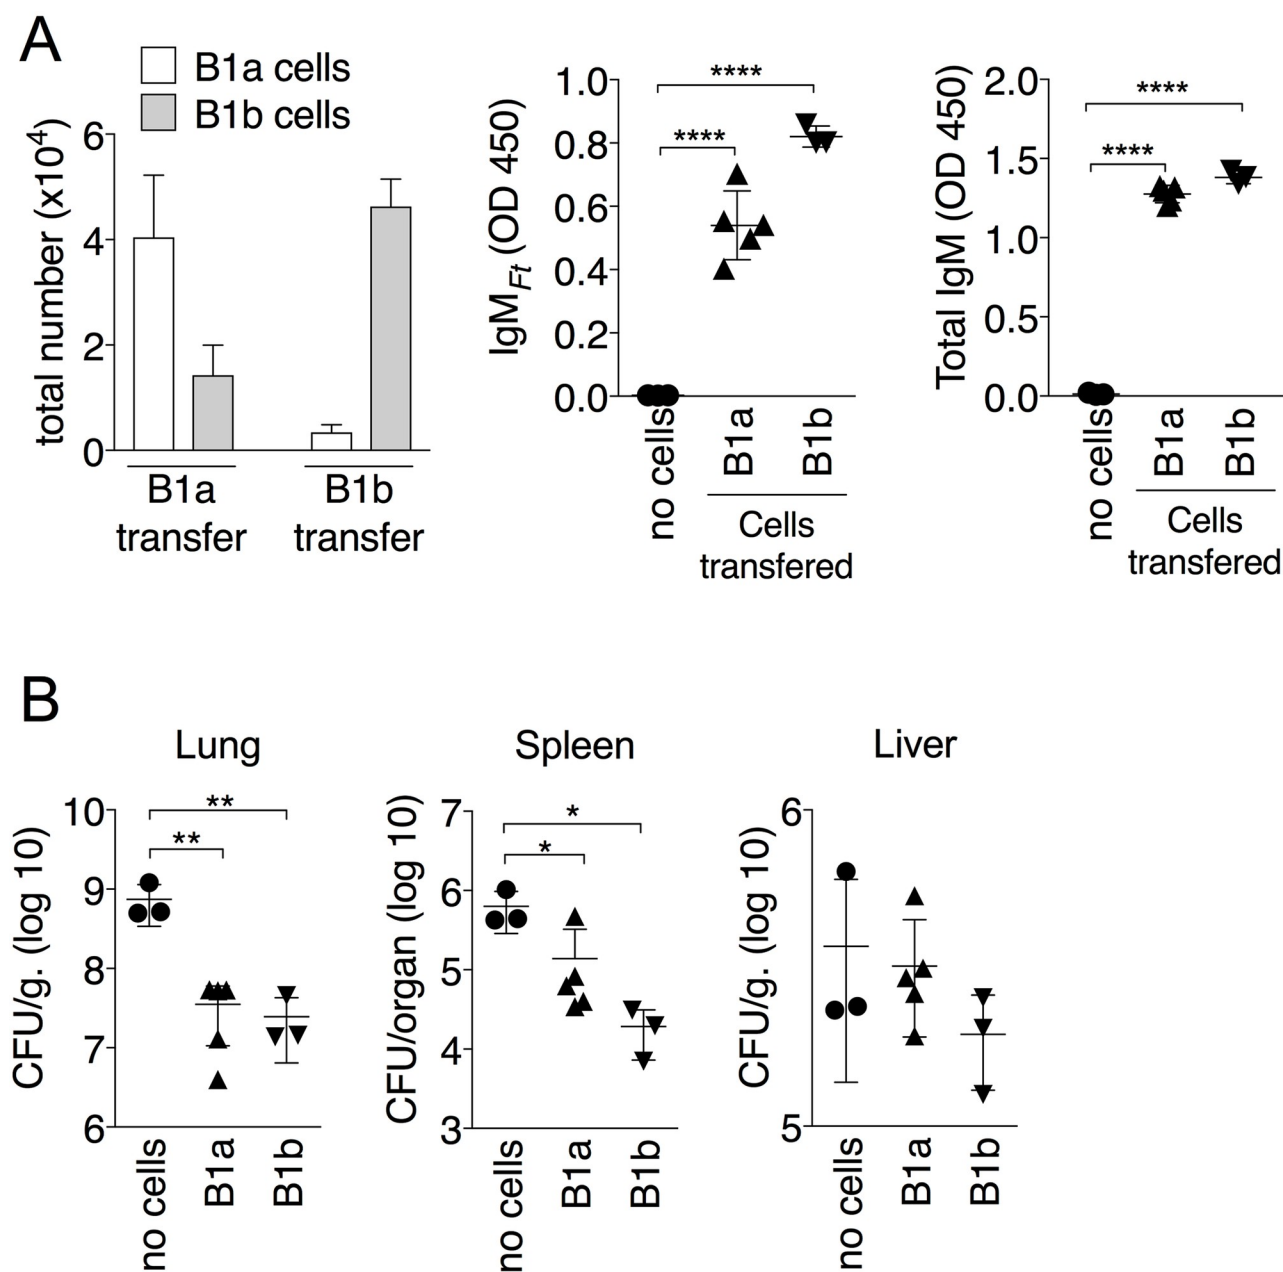 A
B1a cells
B1b cells
total number (x10⁴)
6
4
2
0
B1a
transfer
B1b
transfer
IgM_Ft (OD 450)
1.0
0.8
0.6
0.4
0.2
0.0
****
****
no cells
B1a
B1b
Cells
transfered
Total IgM (OD 450)
2.0
1.5
1.0
0.5
0.0
****
****
no cells
B1a
B1b
Cells
transfered
B
Lung
CFU/g. (log 10)
10
9
8
7
6
**
**
no cells
B1a
B1b
Spleen
CFU/organ (log 10)
7
6
5
4
3
*
*
no cells
B1a
B1b
Liver
CFU/g. (log 10)
6
5
no cells
B1a
B1b